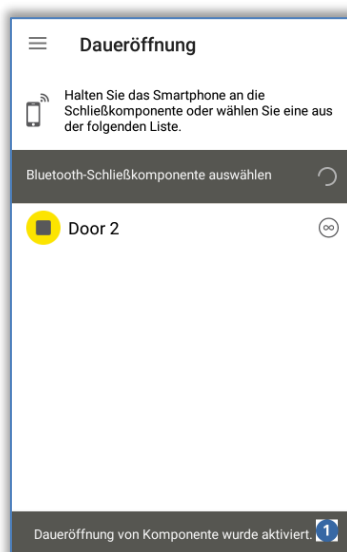 Daueröffnung
Halten Sie das Smartphone an die
Schließkomponente oder wählen Sie eine aus
der folgenden Liste.
Bluetooth-Schließkomponente auswählen
Door 2
Daueröffnung von Komponente wurde aktiviert. 1